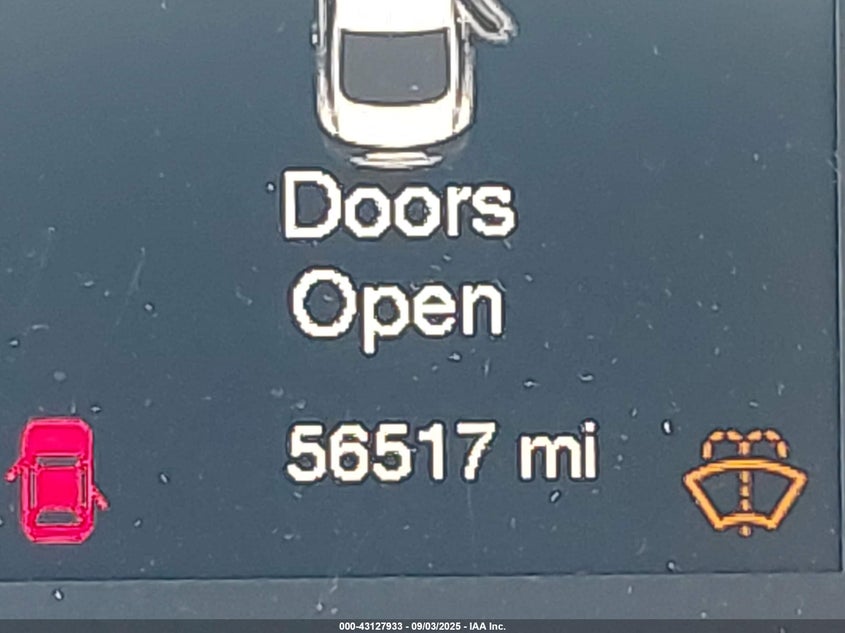 Doors
Open
56517 mi
000-43127933 - 09/03/2025 - IAA Inc.